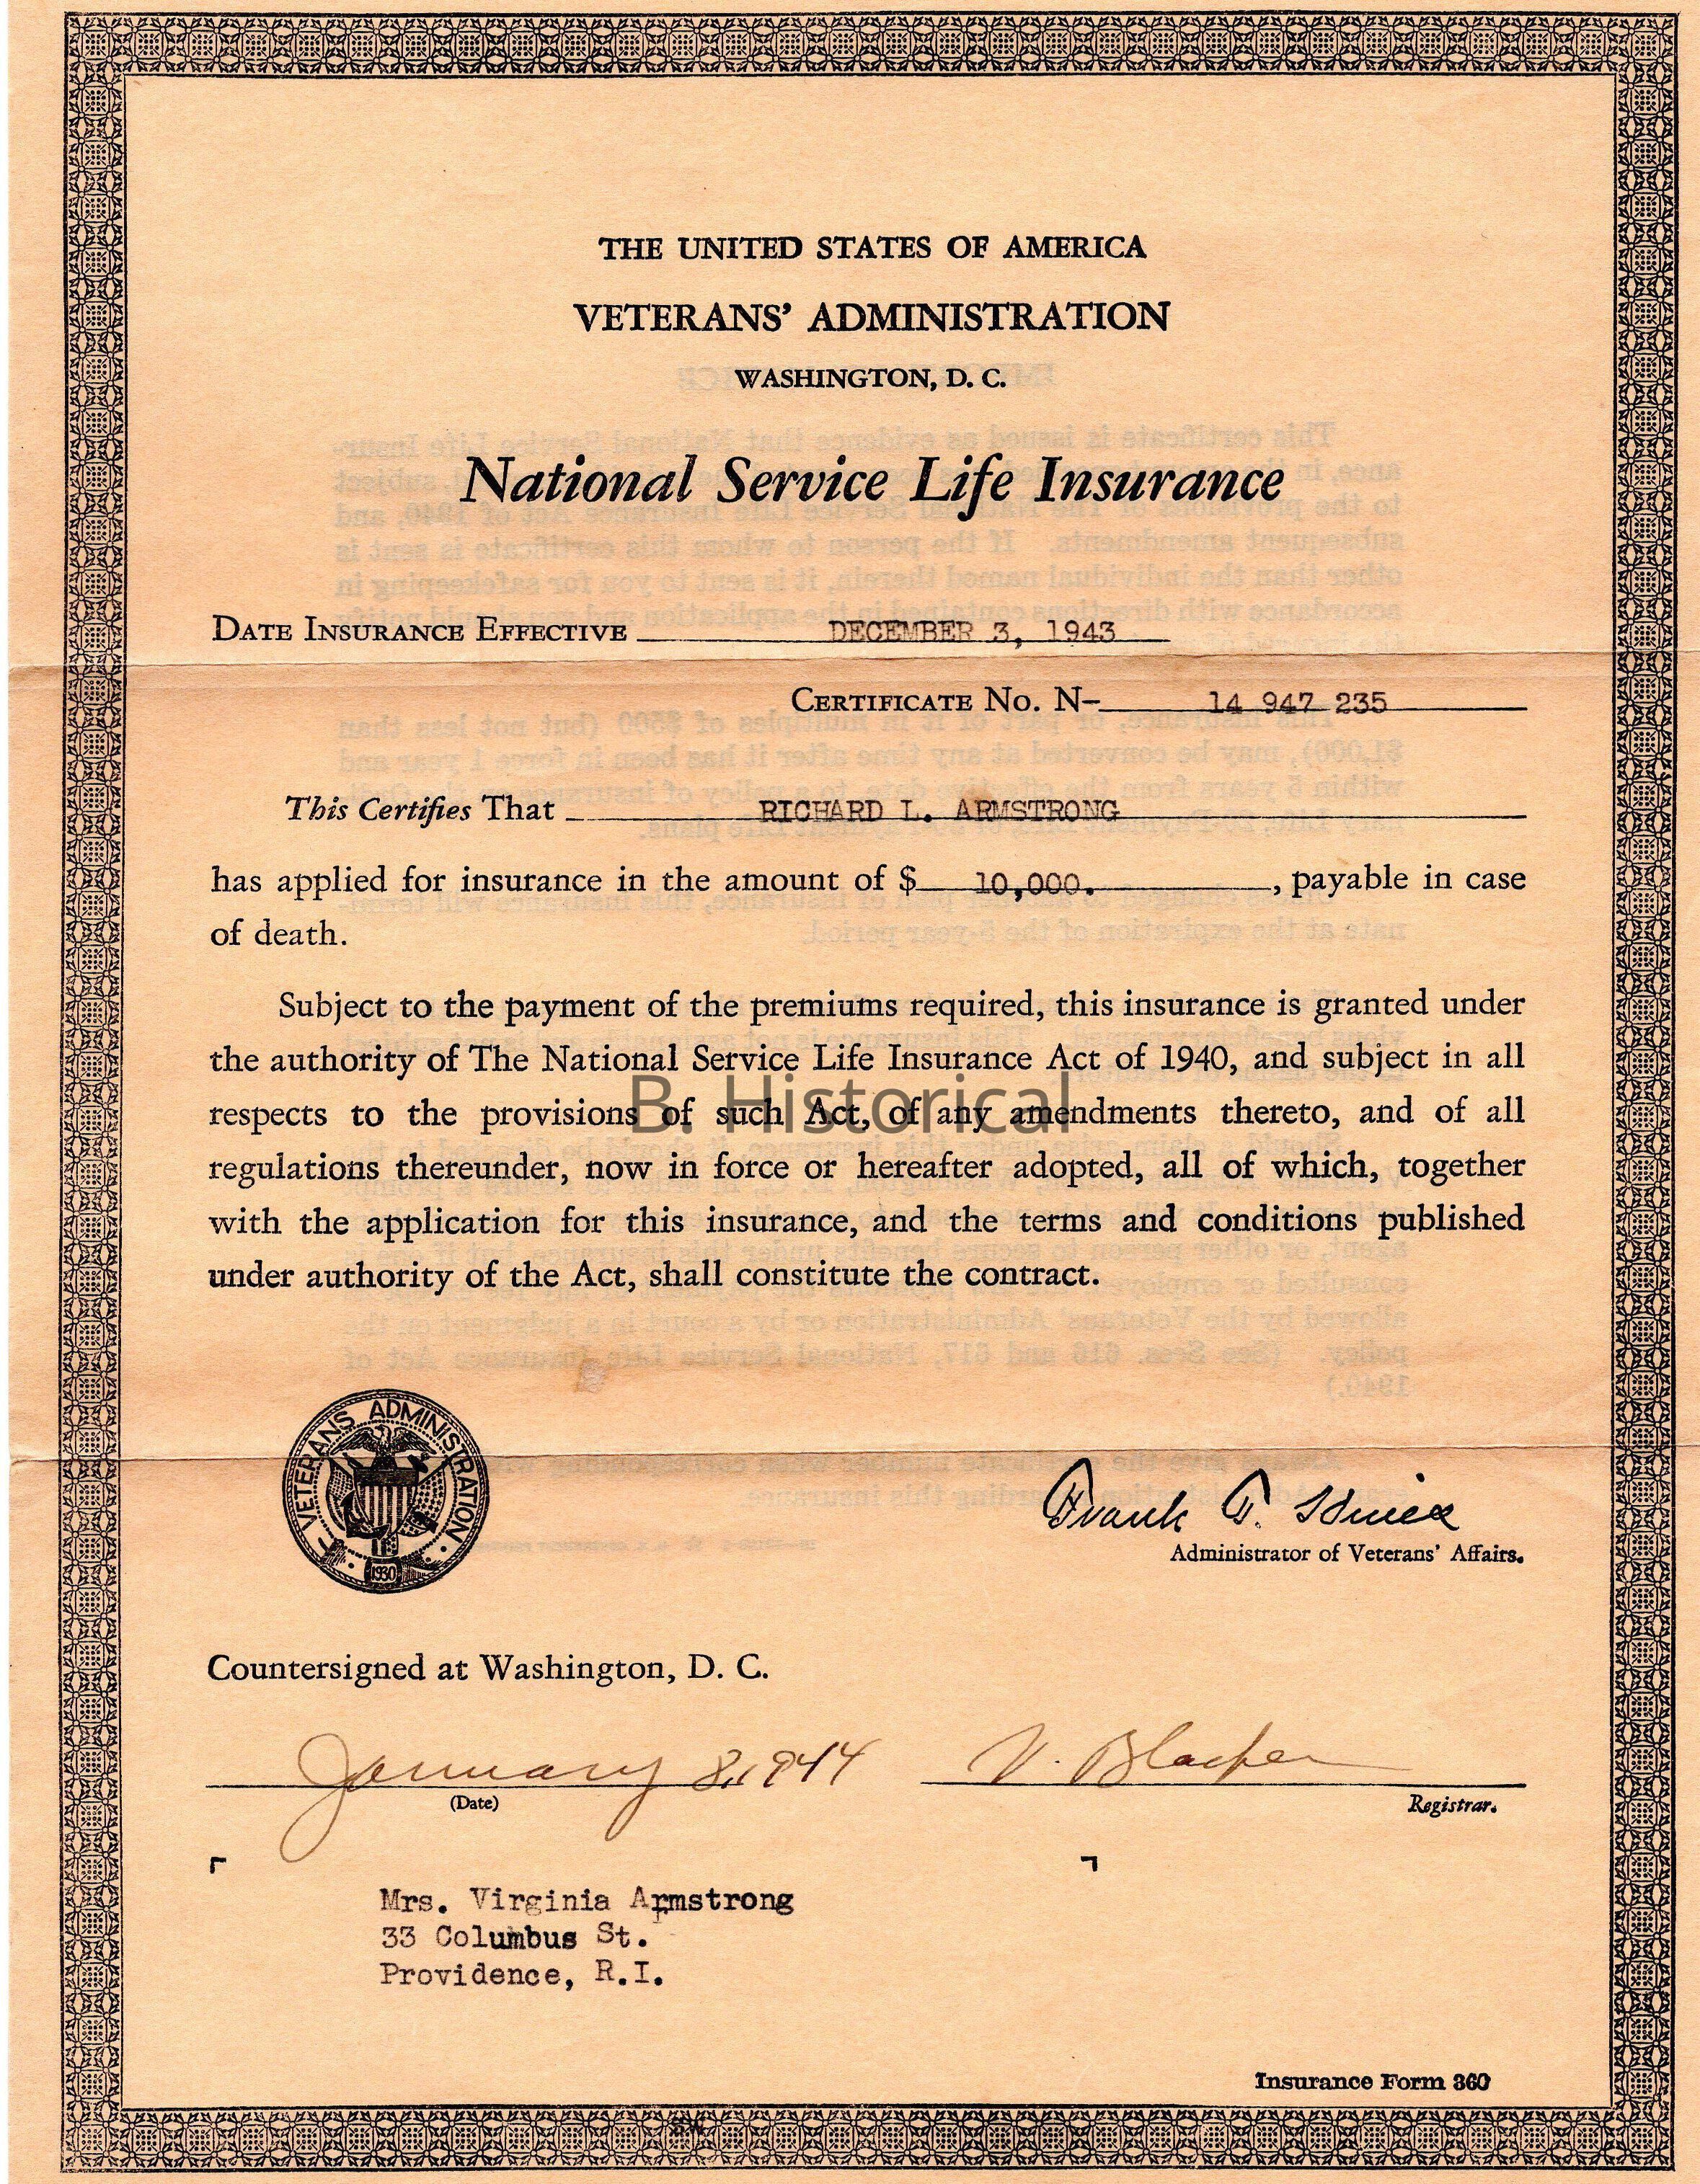 THE UNITED STATES OF AMERICA
VETERANS' ADMINISTRATION
WASHINGTON, D. C.
National Service Life Insurance
DATE INSURANCE EFFECTIVE DECEMBER 3, 1943
CERTIFICATE NO. N- 14 947 235
This Certifies That RICHARD L. ARMSTRONG
has applied for insurance in the amount of $ 10,000. , payable in case
of death.
Subject to the payment of the premiums required, this insurance is granted under
the authority of The National Service Life Insurance Act of 1940, and subject in all
respects to the provisions of such Act, of any amendments thereto, and of all
regulations thereunder, now in force or hereafter adopted, all of which, together
with the application for this insurance, and the terms and conditions published
under authority of the Act, shall constitute the contract.
B. Historical
VETERANS ADMINISTRATION
1930
Frank T. Hines
Administrator of Veterans' Affairs.
Countersigned at Washington, D. C.
January 8, 1944
(Date)
Registrar.
Mrs. Virginia Armstrong
33 Columbus St.
Providence, R.I.
Insurance Form 360
SW